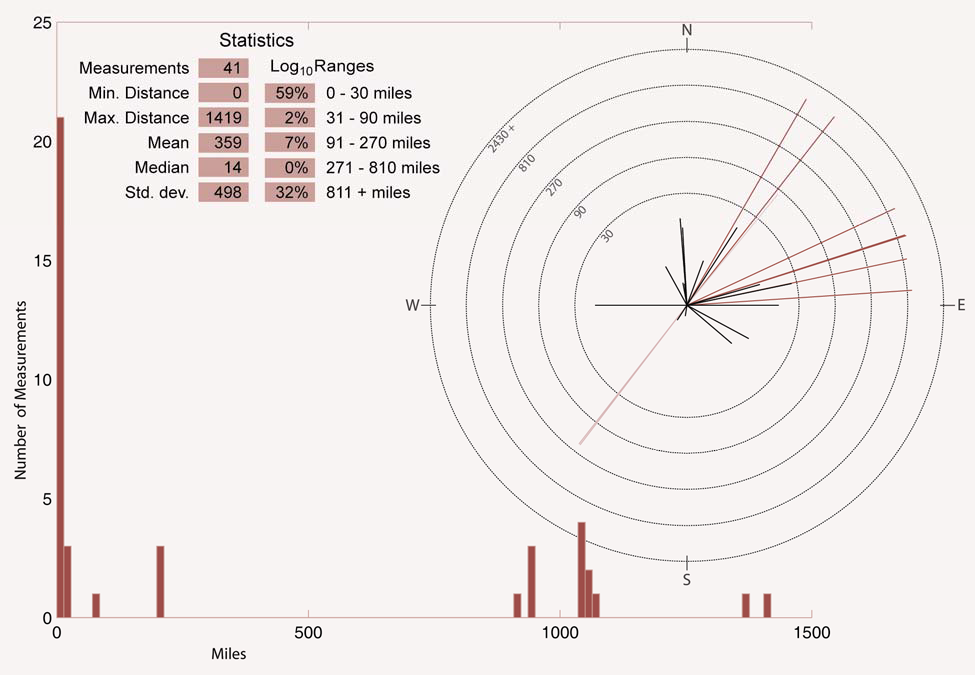 25
20
15
10
5
0
Number of Measurements
0
500
1000
1500
Miles
Statistics
Measurements 41 Log10Ranges
Min. Distance 0 59% 0 - 30 miles
Max. Distance 1419 2% 31 - 90 miles
Mean 359 7% 91 - 270 miles
Median 14 0% 271 - 810 miles
Std. dev. 498 32% 811 + miles
N
2430 +
810
270
90
30
W
E
S